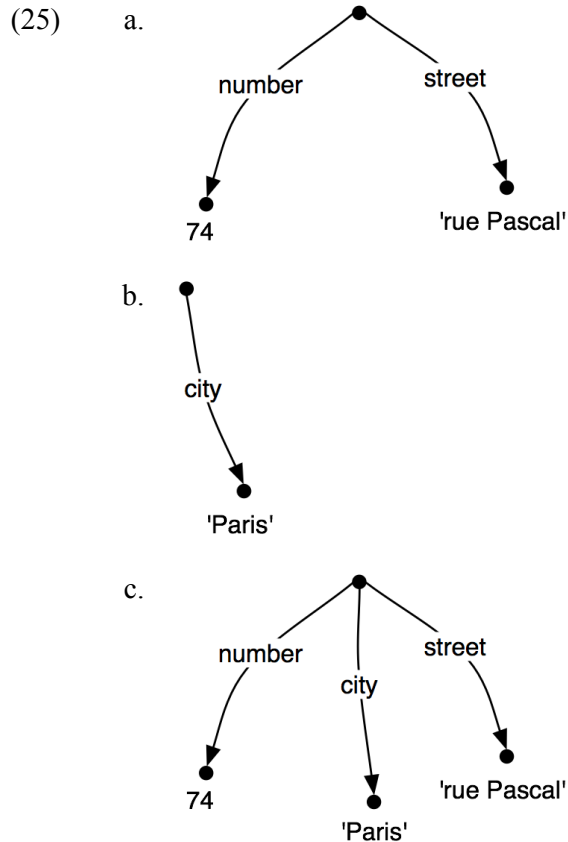 (25) a.
number street
74 'rue Pascal'
b.
city
'Paris'
c.
number street
city
74 'rue Pascal'
'Paris'